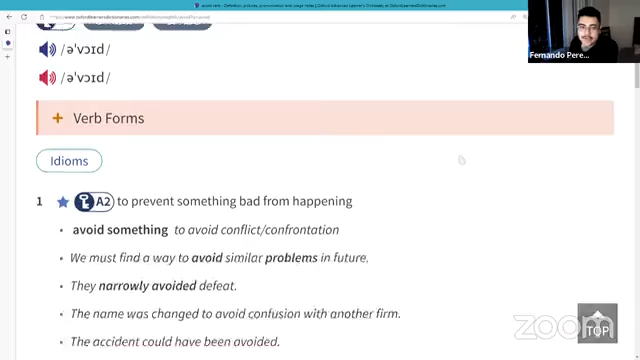 /əˈvɔɪd/
/əˈvɔɪd/
+ Verb Forms
Idioms
1 A2 to prevent something bad from happening
avoid something to avoid conflict/confrontation
We must find a way to avoid similar problems in future.
They narrowly avoided defeat.
The name was changed to avoid confusion with another firm.
The accident could have been avoided.
Fernando Pere...
TOP
zoom